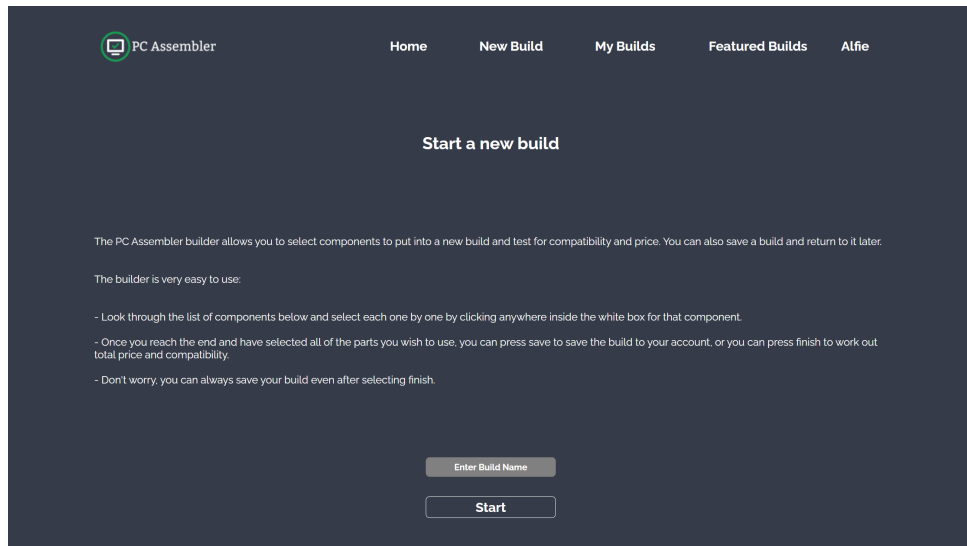 PC Assembler
Home New Build My Builds Featured Builds Alfie
Start a new build
The PC Assembler builder allows you to select components to put into a new build and test for compatibility and price. You can also save a build and return to it later.
The builder is very easy to use:
- Look through the list of components below and select each one by one by clicking anywhere inside the white box for that component.
- Once you reach the end and have selected all of the parts you wish to use, you can press save to save the build to your account, or you can press finish to work out
total price and compatibility.
- Don't worry, you can always save your build even after selecting finish.
Enter Build Name
Start